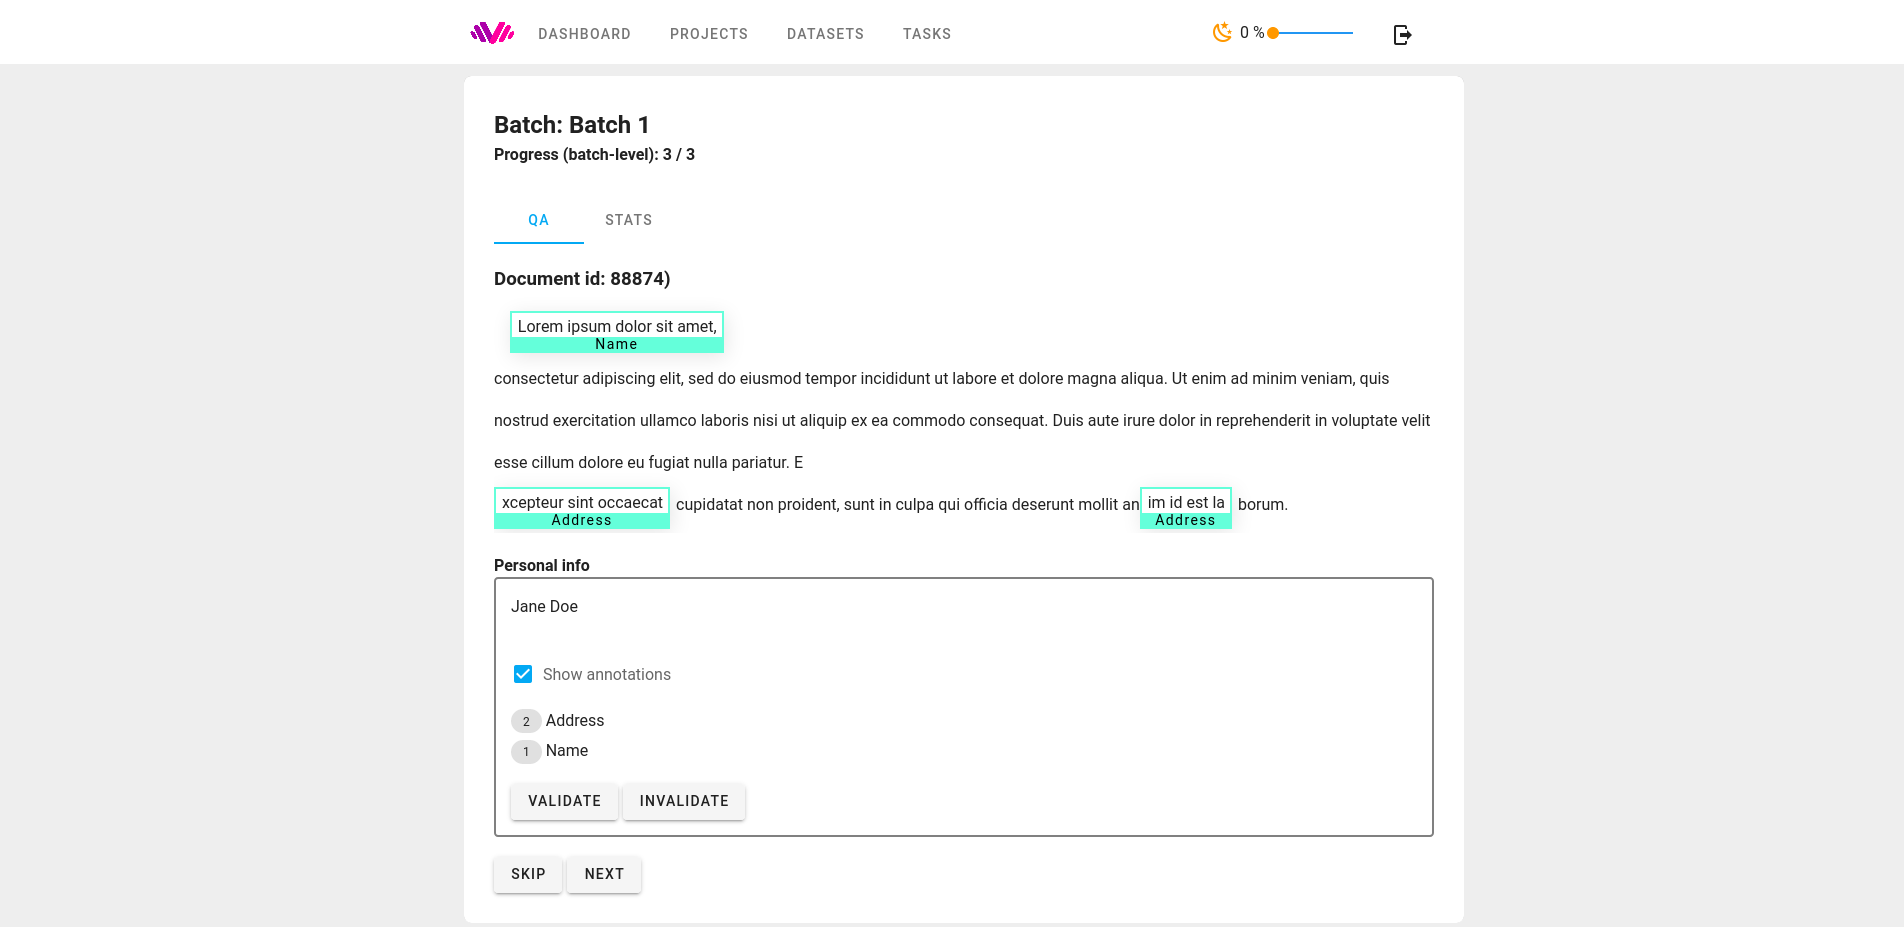 DASHBOARD PROJECTS DATASETS TASKS 0 %
Batch: Batch 1
Progress (batch-level): 3 / 3
QA STATS
Document id: 88874)
Lorem ipsum dolor sit amet,
Name
consectetur adipiscing elit, sed do eiusmod tempor incididunt ut labore et dolore magna aliqua. Ut enim ad minim veniam, quis
nostrud exercitation ullamco laboris nisi ut aliquip ex ea commodo consequat. Duis aute irure dolor in reprehenderit in voluptate velit
esse cillum dolore eu fugiat nulla pariatur. E
xcepteur sint occaecat cupidatat non proident, sunt in culpa qui officia deserunt mollit anim id est la borum.
Address Address
Personal info
Jane Doe
Show annotations
2 Address
1 Name
VALIDATE INVALIDATE
SKIP NEXT